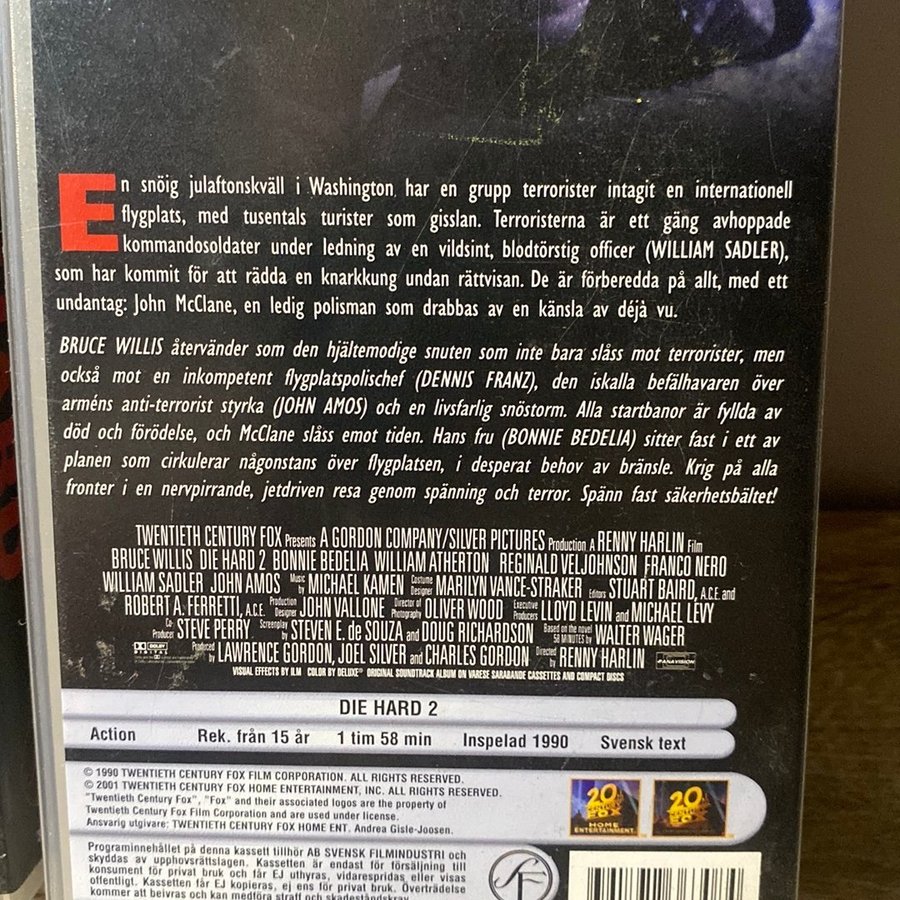 En snöig julaftonskväll i Washington har en grupp terrorister intagit en internationell
flygplats, med tusentals turister som gisslan. Terroristerna är ett gäng avhoppade
kommandosoldater under ledning av en vildsint, blodtörstig officer (WILLIAM SADLER),
som har kommit för att rädda en knarkkung undan rättvisan. De är förberedda på allt, med ett
undantag: John McClane, en ledig polisman som drabbas av en känsla av déjà vu.
BRUCE WILLIS återvänder som den hjältemodige snuten som inte bara slåss mot terrorister, men
också mot en inkompetent flygplatspolischef (DENNIS FRANZ), den iskalla befälhavaren över
arméns anti-terrorist styrka (JOHN AMOS) och en livsfarlig snöstorm. Alla startbanor är fyllda av
död och förödelse, och McClane slåss emot tiden. Hans fru (BONNIE BEDELIA) sitter fast i ett av
planen som cirkulerar någonstans över flygplatsen, i desperat behov av bränsle. Krig på alla
fronter i en nervpirrande, jetdriven resa genom spänning och terror. Spänn fast säkerhetsbältet!
TWENTIETH CENTURY FOX Presents A GORDON COMPANY/SILVER PICTURES Production A RENNY HARLIN Film
BRUCE WILLIS DIE HARD 2 BONNIE BEDELIA WILLIAM ATHERTON REGINALD VELJOHNSON FRANCO NERO
WILLIAM SADLER JOHN AMOS Music by MICHAEL KAMEN Costume Designer MARILYN VANCE-STRAKER Editors STUART BAIRD, A.C.E and
ROBERT A. FERRETTI, A.C.E. Production Designer JOHN VALLONE Director of Photography OLIVER WOOD Executive Producers LLOYD LEVIN and MICHAEL LEVY
Co-Producer STEVE PERRY Screenplay by STEVEN E. de SOUZA and DOUG RICHARDSON Based on the novel 58 MINUTES by WALTER WAGER
DOLBY DIGITAL Produced by LAWRENCE GORDON, JOEL SILVER and CHARLES GORDON Directed by RENNY HARLIN PANAVISION
VISUAL EFFECTS BY ILM COLOR BY DELUXE® ORIGINAL SOUNDTRACK ALBUM ON VARESE SARABANDE CASSETTES AND COMPACT DISCS
DIE HARD 2
Action Rek. från 15 år 1 tim 58 min Inspelad 1990 Svensk text
© 1990 TWENTIETH CENTURY FOX FILM CORPORATION. ALL RIGHTS RESERVED.
© 2001 TWENTIETH CENTURY FOX HOME ENTERTAINMENT, INC. ALL RIGHTS RESERVED.
"Twentieth Century Fox", "Fox" and their associated logos are the property of
Twentieth Century Fox Film Corporation and are used under license.
Ansvarig utgivare: TWENTIETH CENTURY FOX HOME ENT. Andrea Gisle-Joosen.
20th CENTURY FOX
HOME ENTERTAINMENT
20th CENTURY FOX
Programinnehållet på denna kassett tillhör AB SVENSK FILMINDUSTRI och
skyddas av upphovsrättslagen. Kassetten är endast för försäljning till
konsument för privat bruk och får EJ uthyras, vidarespridas eller visas
offentligt. Kassetten får EJ kopieras, ej ens för privat bruk. Överträdelse
kommer att beivras och kan medföra straff och skadeståndskrav.
SF